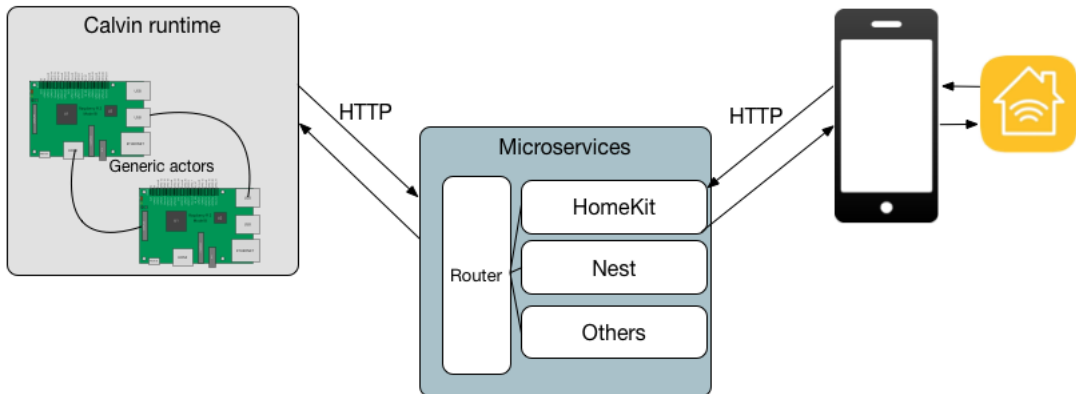 Calvin runtime
Generic actors
HTTP
Microservices
Router
HomeKit
Nest
Others
HTTP